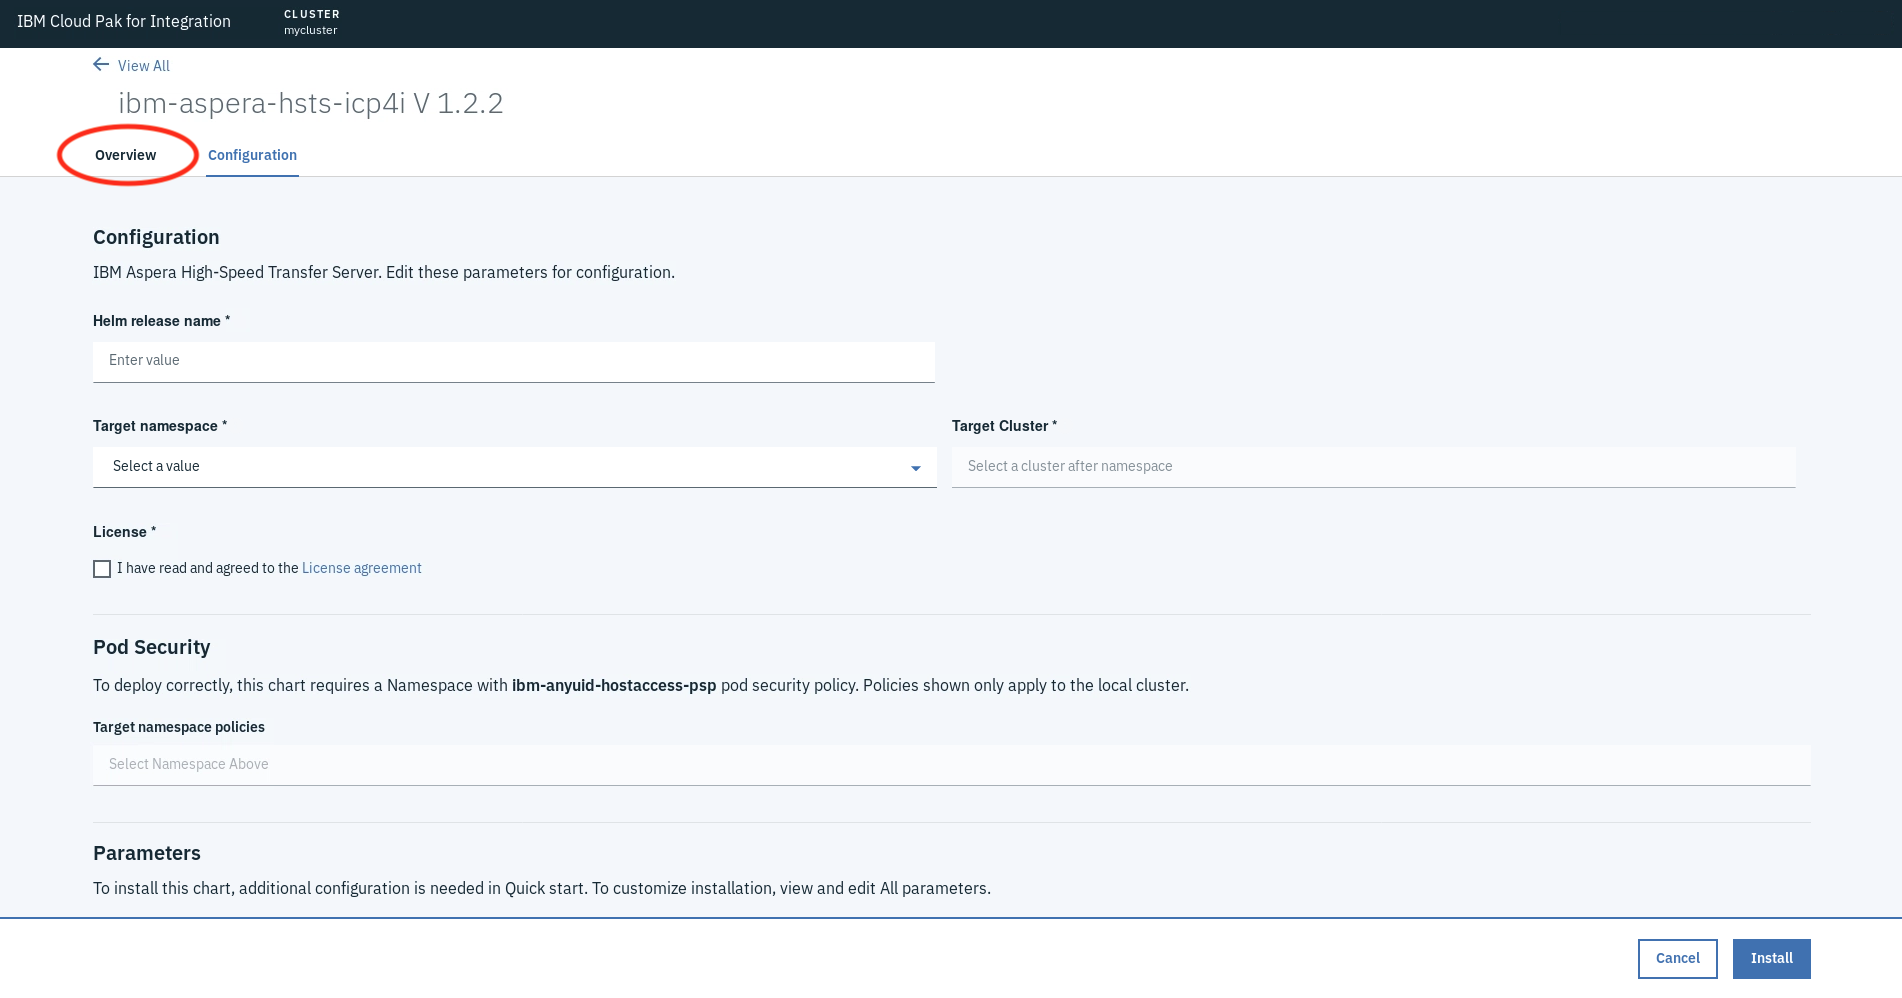 IBM Cloud Pak for Integration
CLUSTER
mycluster
View All
ibm-aspera-hsts-icp4i V 1.2.2
Overview Configuration
Configuration
IBM Aspera High-Speed Transfer Server. Edit these parameters for configuration.
Helm release name *
Enter value
Target namespace * Target Cluster *
Select a value Select a cluster after namespace
License *
I have read and agreed to the License agreement
Pod Security
To deploy correctly, this chart requires a Namespace with ibm-anyuid-hostaccess-psp pod security policy. Policies shown only apply to the local cluster.
Target namespace policies
Select Namespace Above
Parameters
To install this chart, additional configuration is needed in Quick start. To customize installation, view and edit All parameters.
Cancel Install